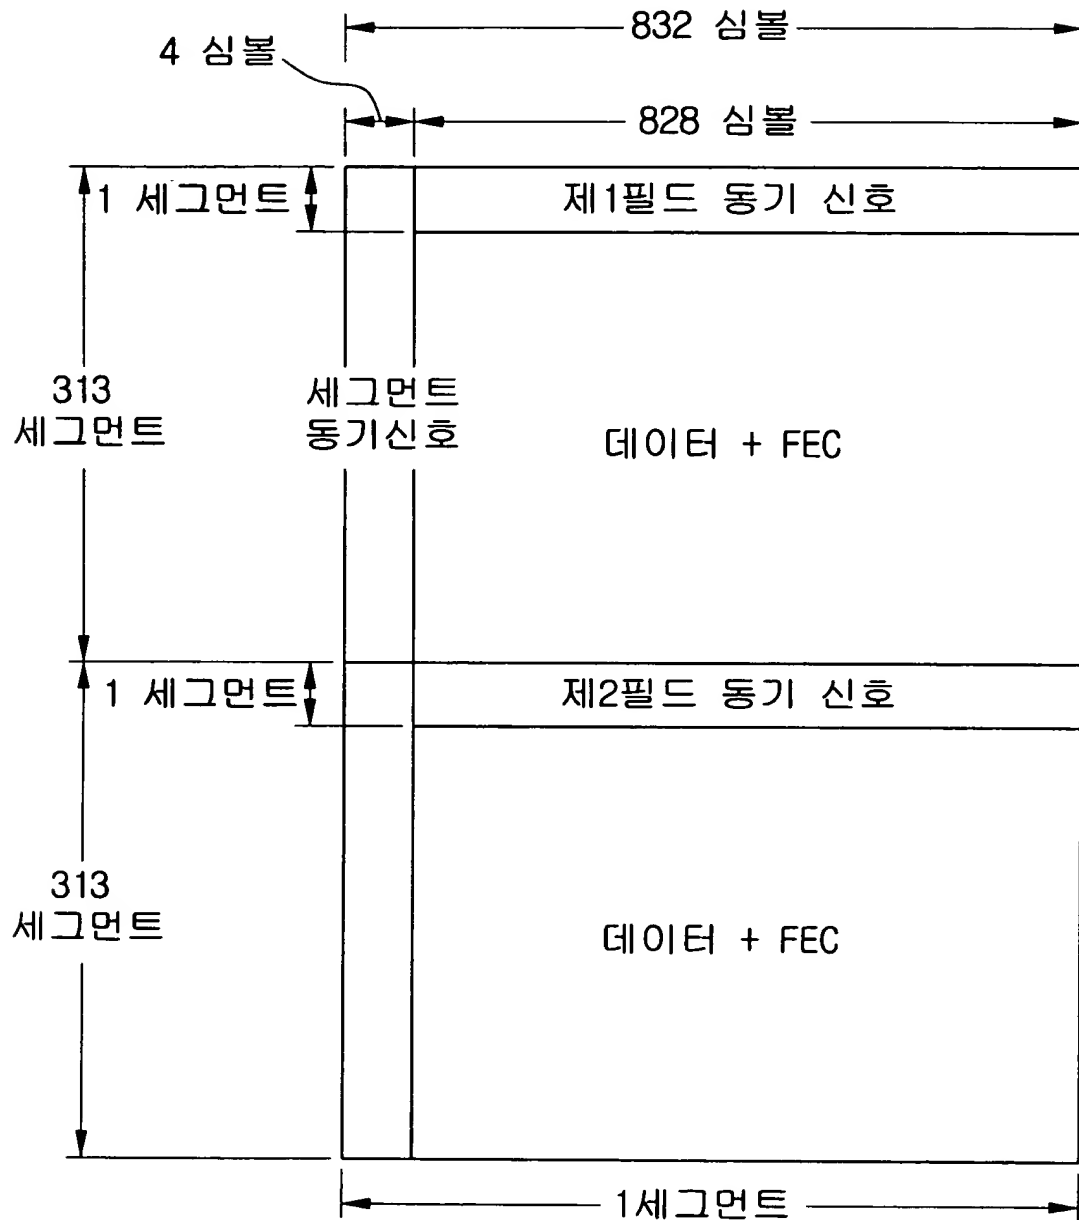 832 심볼
4 심볼
828 심볼
1 세그먼트
제1필드 동기 신호
313
세그먼트
세그먼트
동기신호
데이터 + FEC
1 세그먼트
제2필드 동기 신호
313
세그먼트
데이터 + FEC
1세그먼트